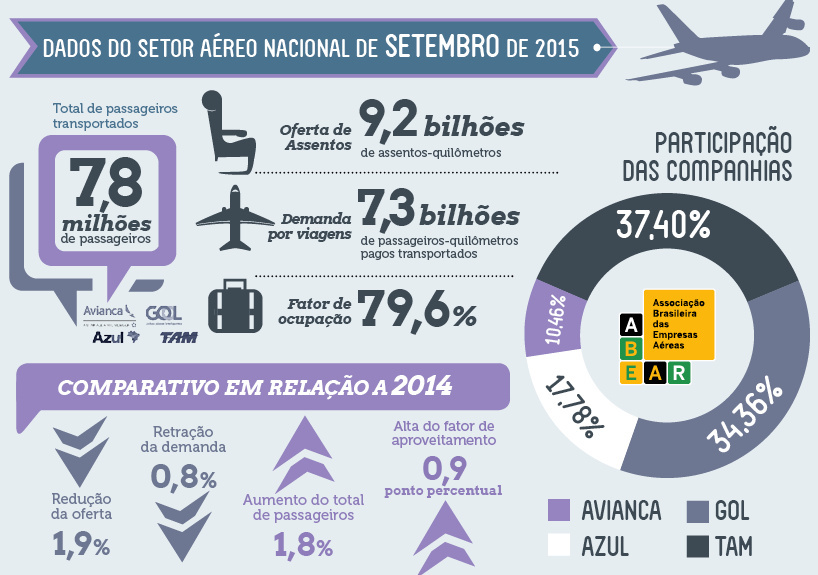 DADOS DO SETOR AÉREO NACIONAL DE SETEMBRO DE 2015
Total de passageiros
transportados
7,8
milhões
de passageiros
Avianca
GOL
Azul
TAM
Oferta de
Assentos
9,2 bilhões
de assentos-quilômetros
Demanda
por viagens
7,3 bilhões
de passageiros-quilômetros
pagos transportados
Fator de
ocupação
79,6%
PARTICIPAÇÃO
DAS COMPANHIAS
37,40%
10,46%
17,78%
34,36%
Associação
Brasileira
das
Empresas
Aéreas
A
B
E A R
AVIANCA
GOL
AZUL
TAM
COMPARATIVO EM RELAÇÃO A 2014
Redução
da oferta
1,9%
Retração
da demanda
0,8%
Aumento do total
de passageiros
1,8%
Alta do fator de
aproveitamento
0,9
ponto percentual